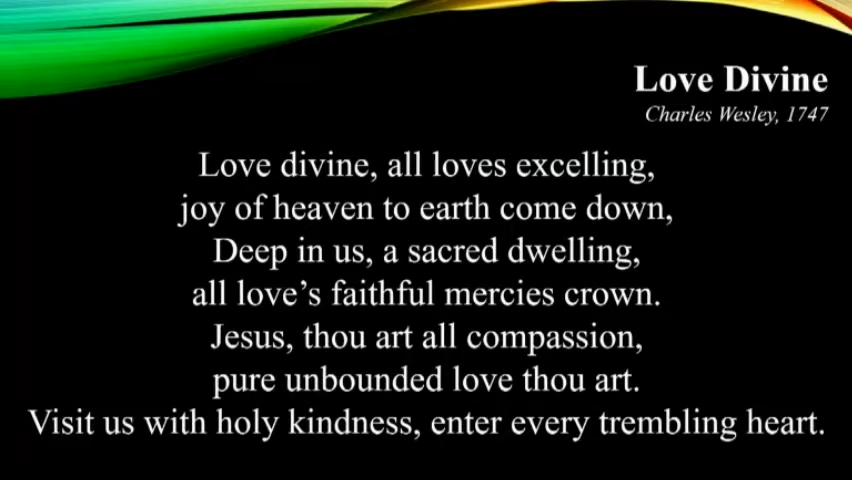 Love Divine
Charles Wesley, 1747
Love divine, all loves excelling,
joy of heaven to earth come down,
Deep in us, a sacred dwelling,
all love’s faithful mercies crown.
Jesus, thou art all compassion,
pure unbounded love thou art.
Visit us with holy kindness, enter every trembling heart.